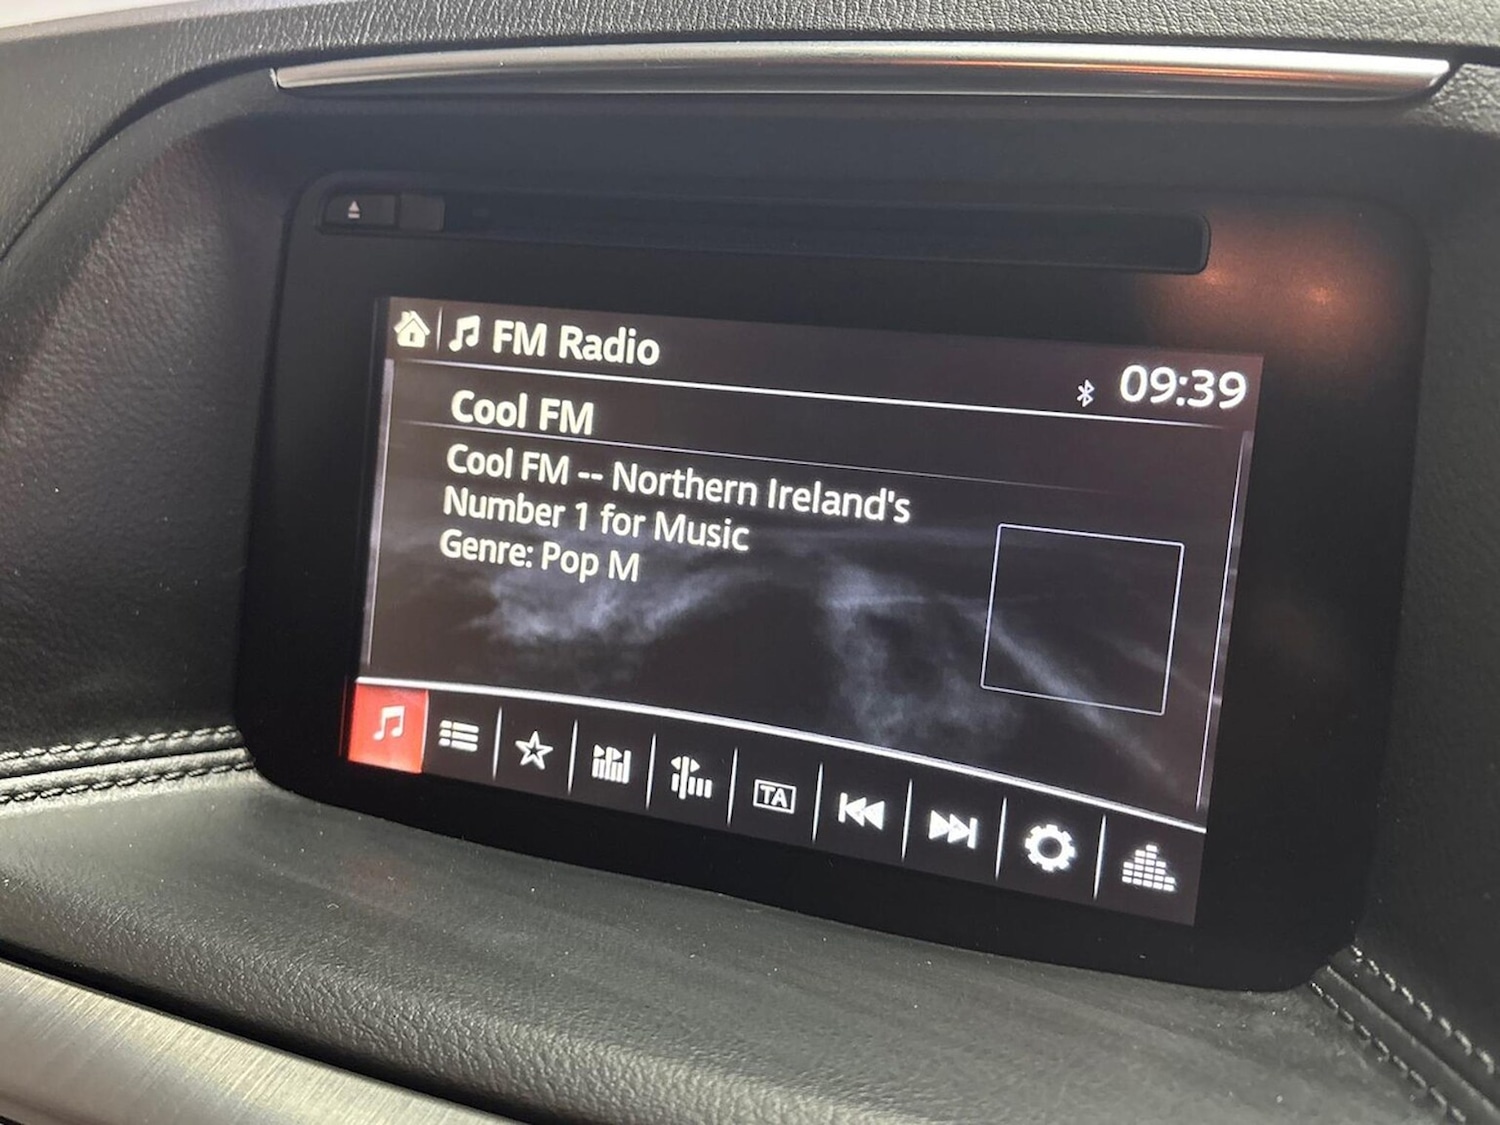 FM Radio
09:39
Cool FM
Cool FM -- Northern Ireland's
Number 1 for Music
Genre: Pop M
TA